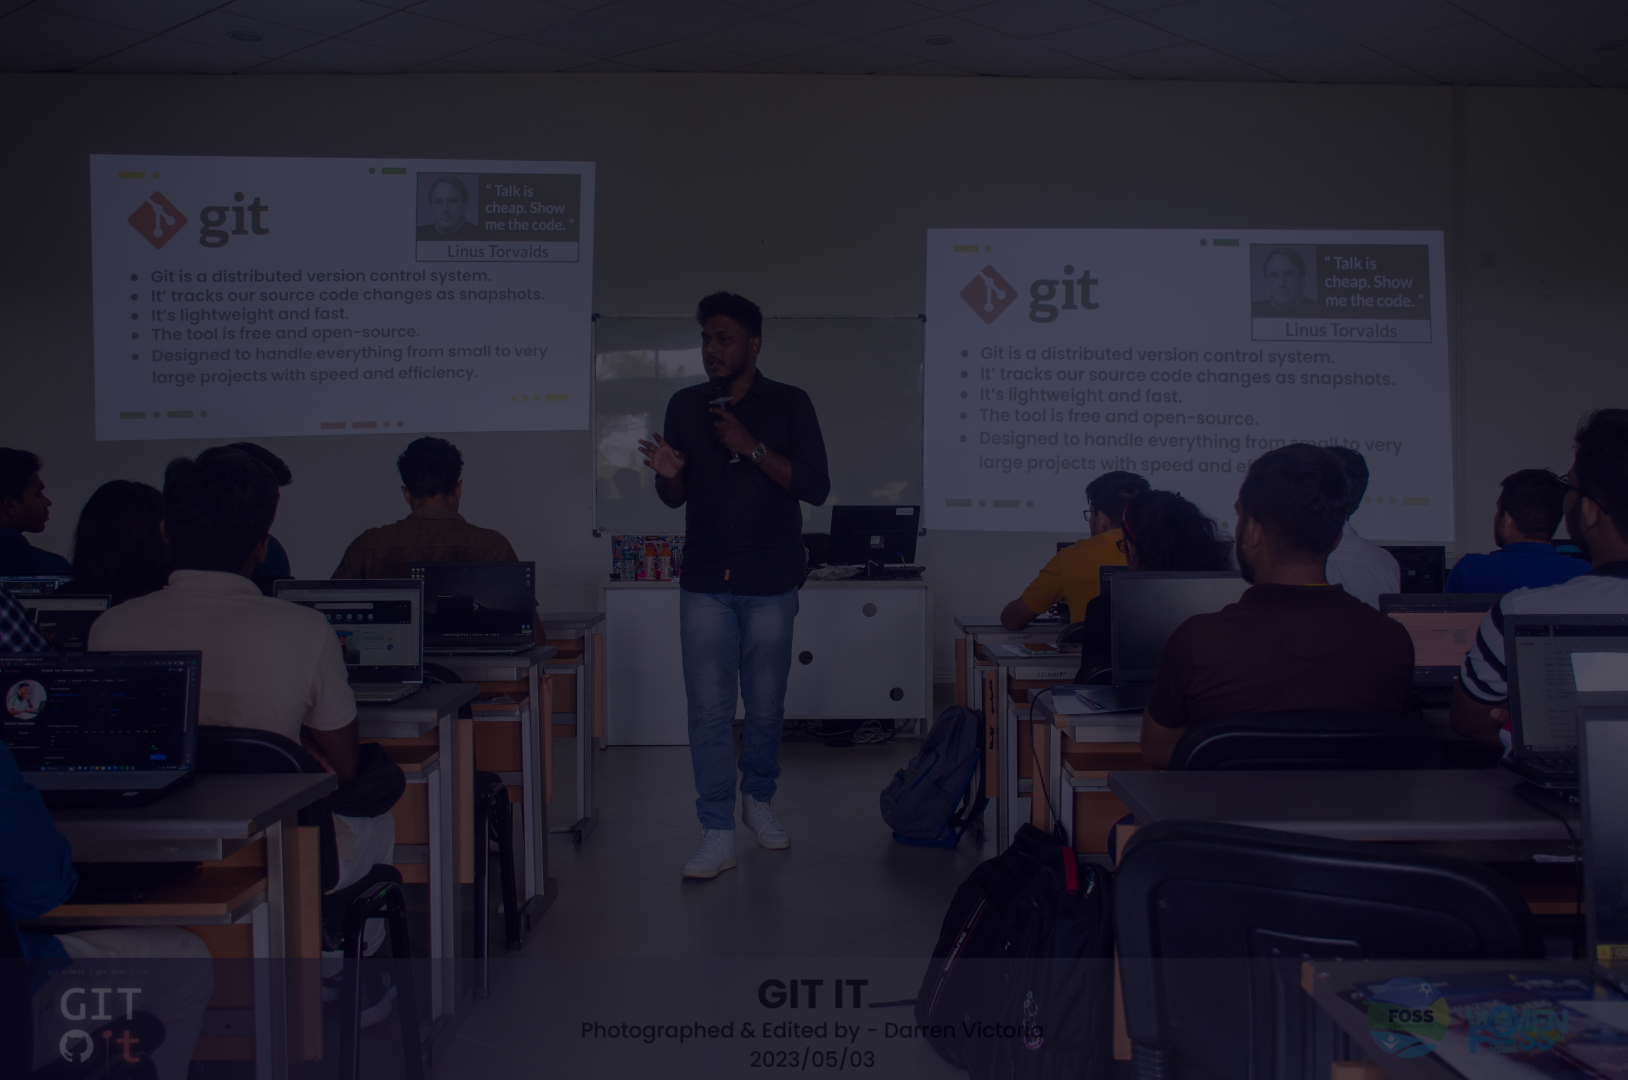 git
“ Talk is
cheap. Show
me the code. ”
Linus Torvalds
● Git is a distributed version control system.
● It’ tracks our source code changes as snapshots.
● It’s lightweight and fast.
● The tool is free and open-source.
● Designed to handle everything from small to very
large projects with speed and efficiency.
git
“ Talk is
cheap. Show
me the code. ”
Linus Torvalds
● Git is a distributed version control system.
● It’ tracks our source code changes as snapshots.
● It’s lightweight and fast.
● The tool is free and open-source.
● Designed to handle everything from small to very
large projects with speed and
GIT
it
GIT IT
Photographed & Edited by - Darren Victoria
2023/05/03
FOSS
WOMEN